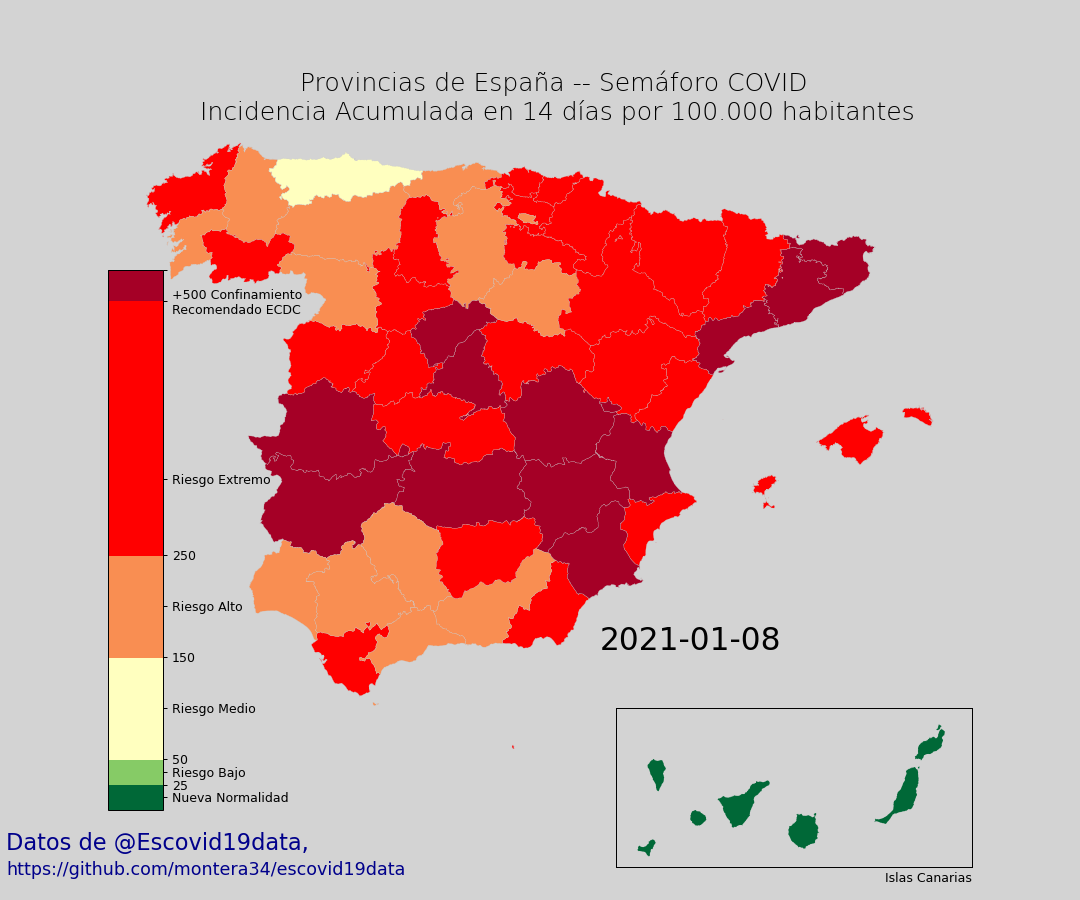 Provincias de España -- Semáforo COVID
Incidencia Acumulada en 14 días por 100.000 habitantes
+500 Confinamiento
Recomendado ECDC
Riesgo Extremo
250
Riesgo Alto
150
Riesgo Medio
50
Riesgo Bajo
25
Nueva Normalidad
2021-01-08
Islas Canarias
Datos de @Escovid19data,
https://github.com/montera34/escovid19data